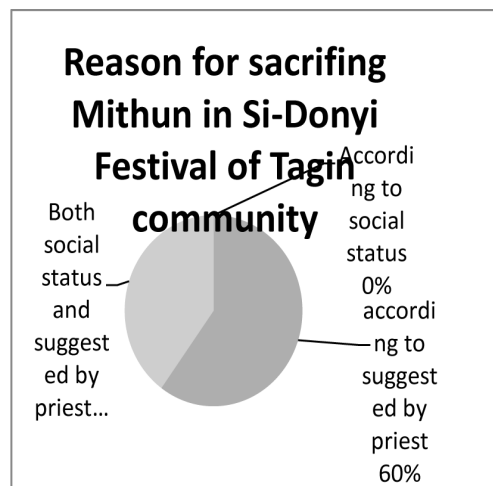 Reason for sacrifing
Mithun in Si-Donyi
Festival of Tagin
community
Accordi
ng to
social
status
0%
accordi
ng to
suggest
ed by
priest
60%
Both
social
status
and
suggest
ed by
priest...